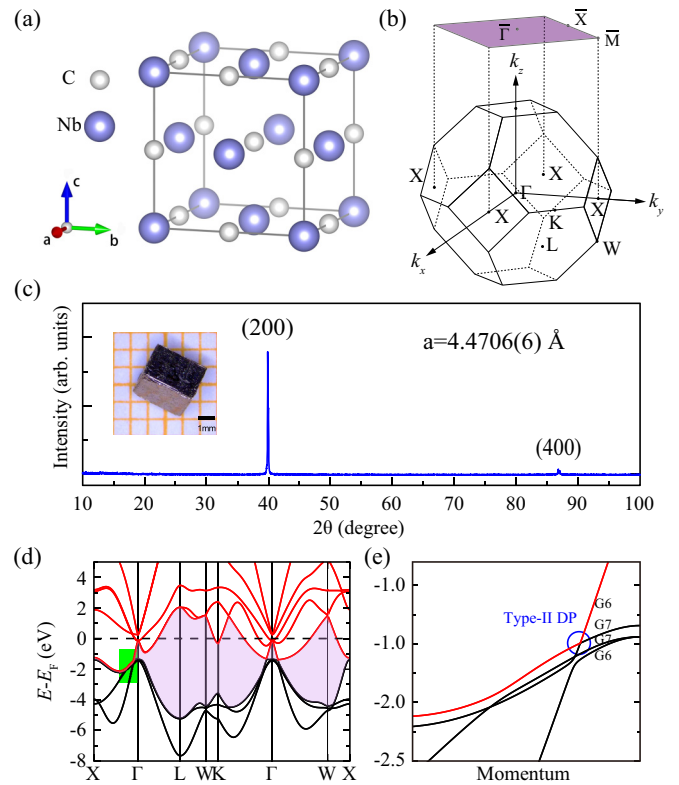 (a)
C
Nb
c
a
b
(b)
Γ̅
X̅
M̅
k_z
X
X
Γ
X
X
k_y
K
L
W
k_x
(c)
Intensity (arb. units)
(200)
a=4.4706(6) Å
(400)
1mm
10 20 30 40 50 60 70 80 90 100
2θ (degree)
(d)
E-E_F (eV)
4
2
0
-2
-4
-6
-8
X Γ L W K Γ W X
(e)
-1.0
-1.0
-2.0
-2.5
Type-II DP
G6
G7
G7
G6
Momentum